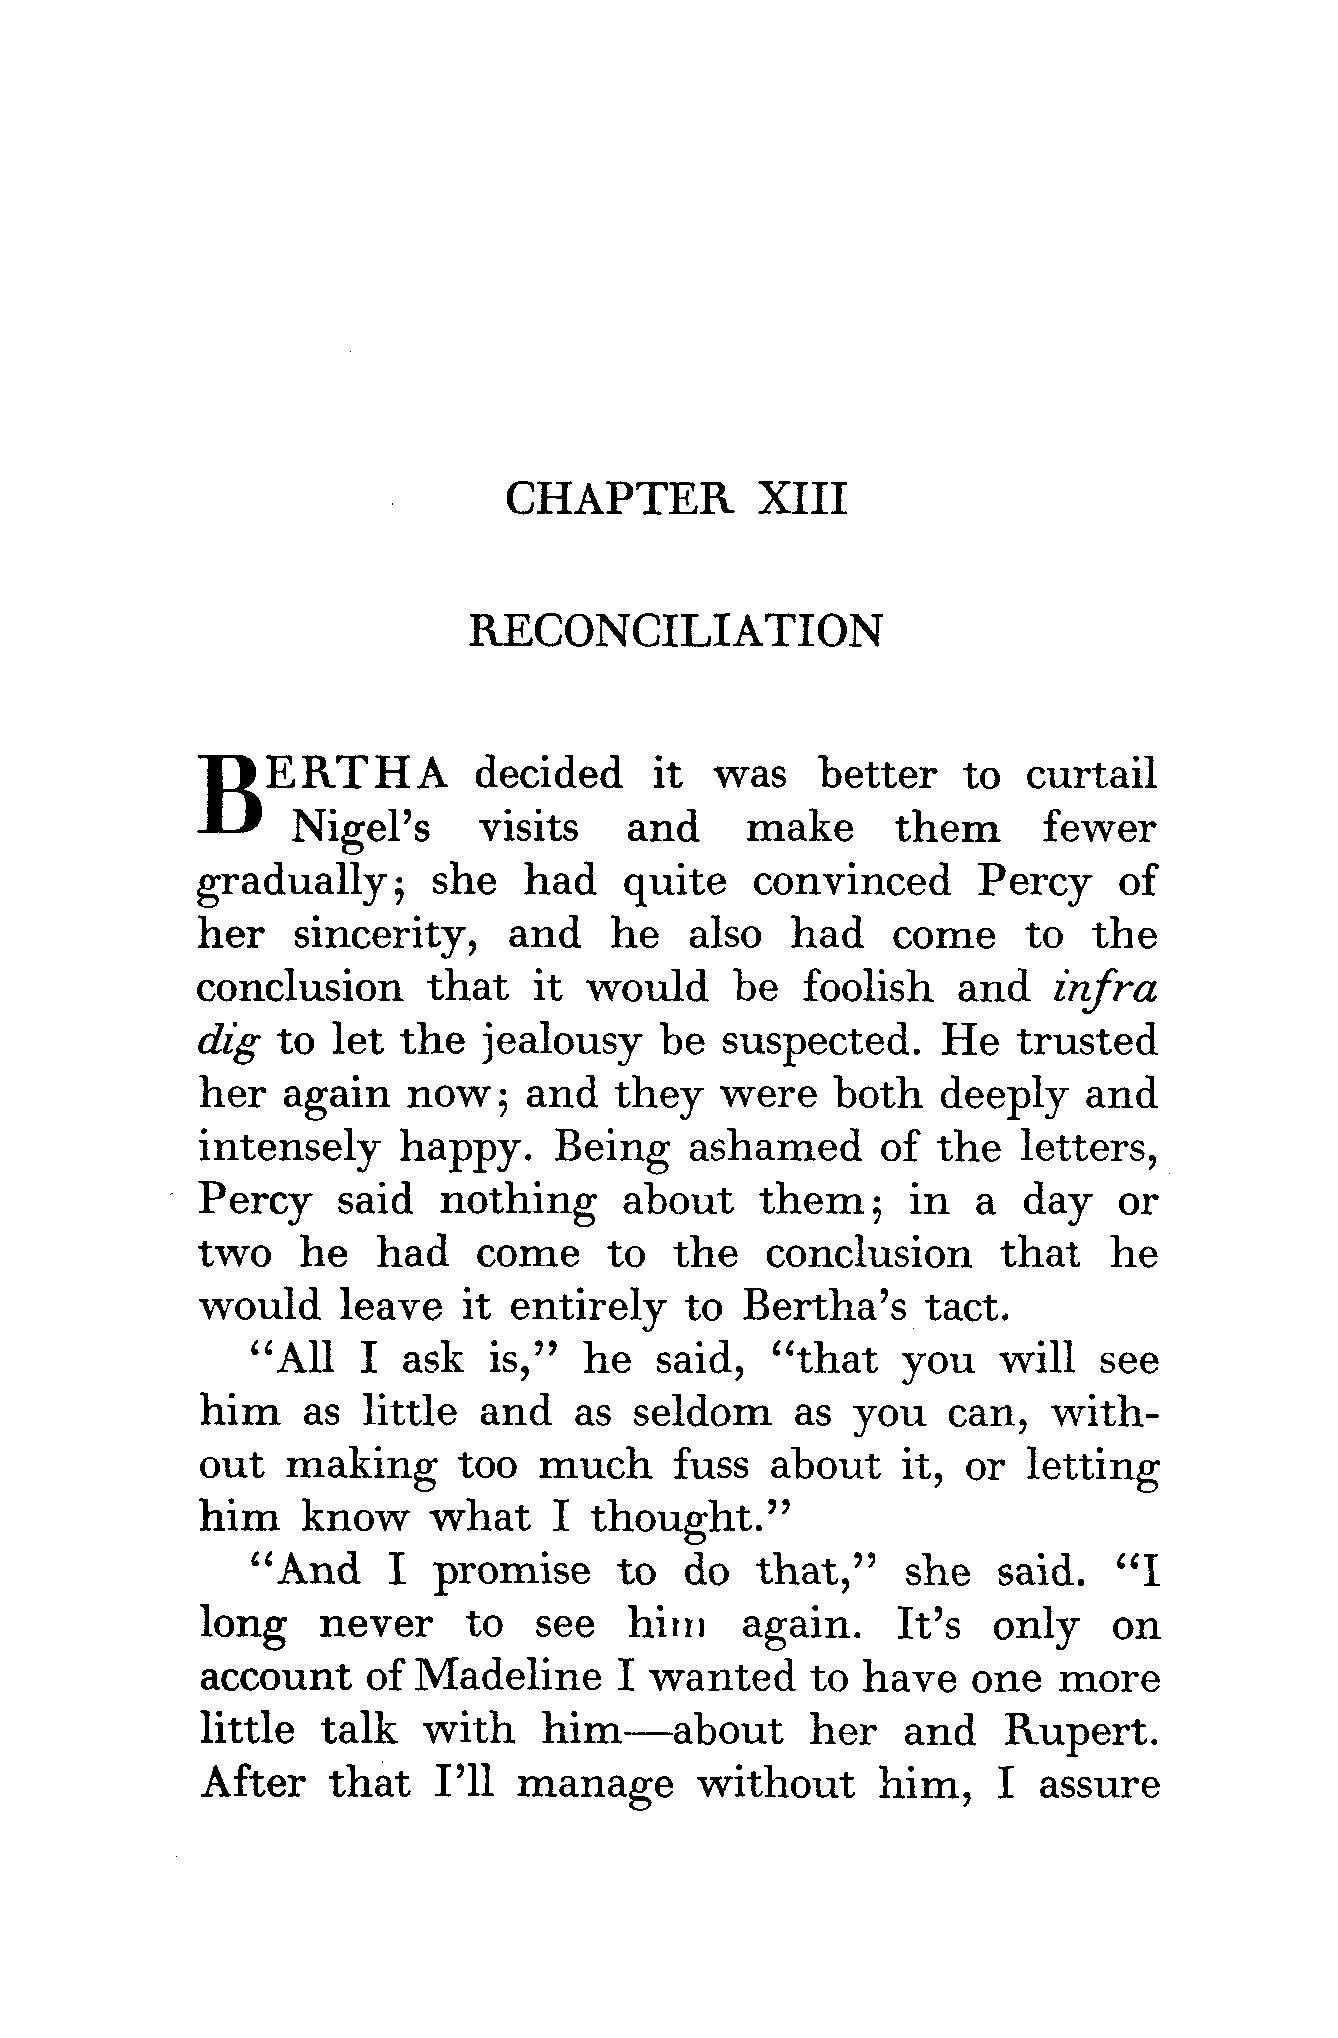 CHAPTER XIII
RECONCILIATION
BERTHA decided it was better to curtail
Nigel's visits and make them fewer
gradually; she had quite convinced Percy of
her sincerity, and he also had come to the
conclusion that it would be foolish and infra
dig to let the jealousy be suspected. He trusted
her again now; and they were both deeply and
intensely happy. Being ashamed of the letters,
Percy said nothing about them; in a day or
two he had come to the conclusion that he
would leave it entirely to Bertha's tact.
“All I ask is,” he said, “that you will see
him as little and as seldom as you can, with-
out making too much fuss about it, or letting
him know what I thought.”
“And I promise to do that,” she said. “I
long never to see him again. It's only on
account of Madeline I wanted to have one more
little talk with him—about her and Rupert.
After that I'll manage without him, I assure